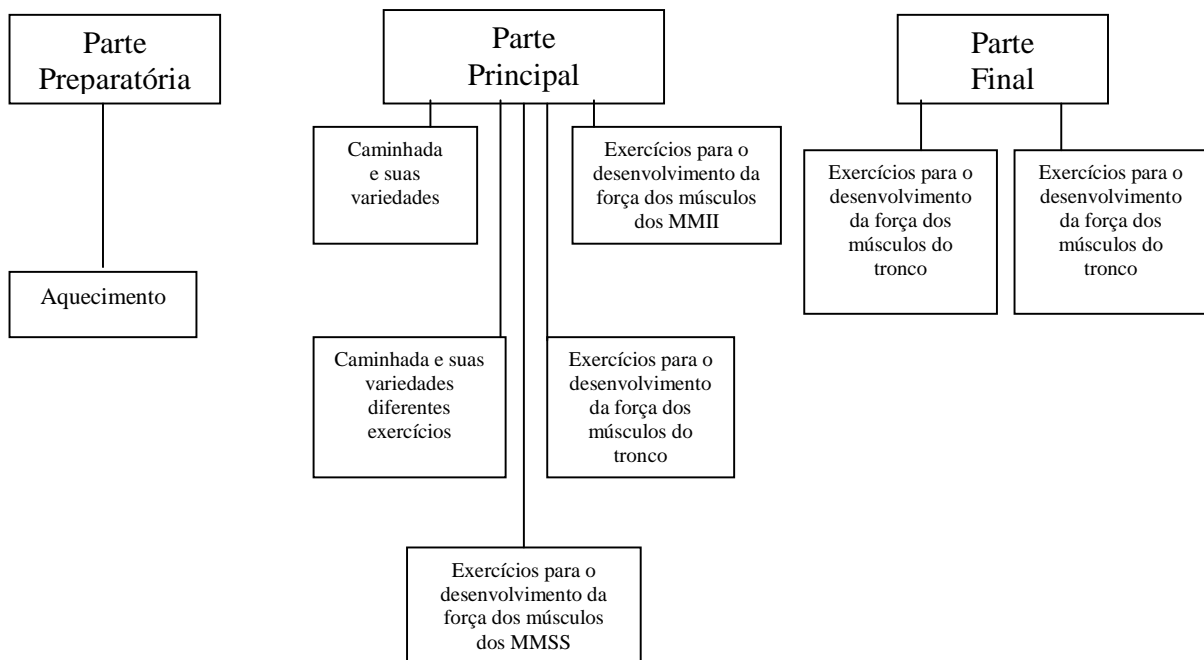 Parte
Preparatória
Aquecimento
Parte
Principal
Caminhada
e suas
variedades
Exercícios para o
desenvolvimento da
força dos músculos
dos MMII
Caminhada e suas
variedades
diferentes
exercícios
Exercícios para o
desenvolvimento
da força dos
músculos do
tronco
Exercícios para o
desenvolvimento da
força dos músculos
dos MMSS
Parte
Final
Exercícios para o
desenvolvimento
da força dos
músculos do
tronco
Exercícios para o
desenvolvimento
da força dos
músculos do
tronco